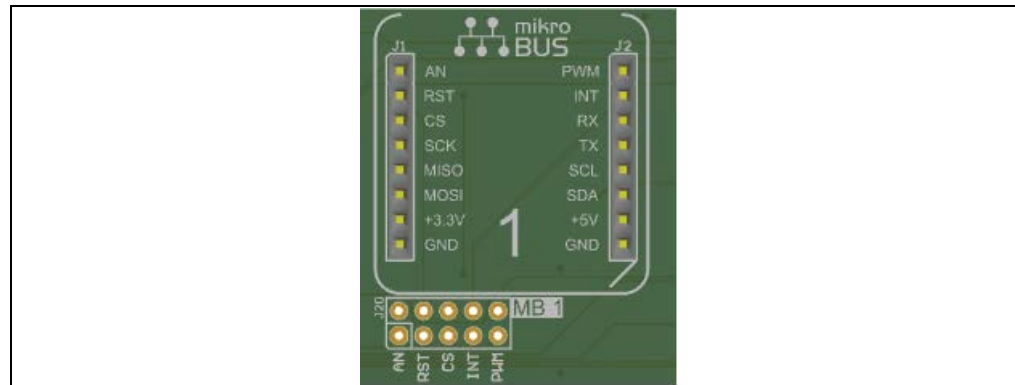 mikro
BUS
J1 J2
AN PWM
RST INT
CS RX
SCK TX
MISO SCL
MOSI SDA
+3.3V +5V
GND GND
1
J20 MB 1
AN RST CS INT PWM